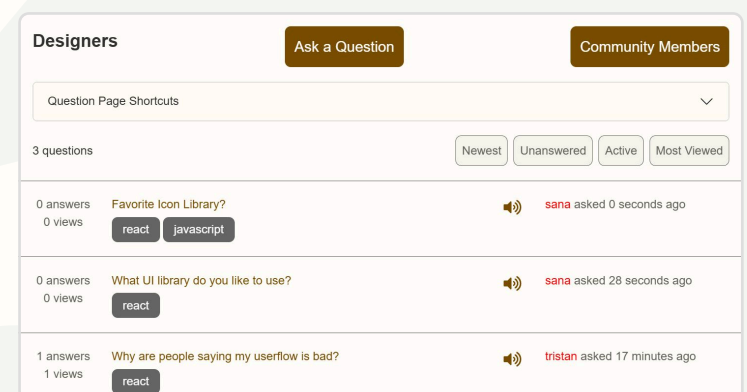 Designers
Ask a Question
Community Members
Question Page Shortcuts
3 questions
Newest Unanswered Active Most Viewed
0 answers Favorite Icon Library? sana asked 0 seconds ago
0 views
react javascript
0 answers What UI library do you like to use? sana asked 28 seconds ago
0 views
react
1 answers Why are people saying my userflow is bad? tristan asked 17 minutes ago
1 views
react